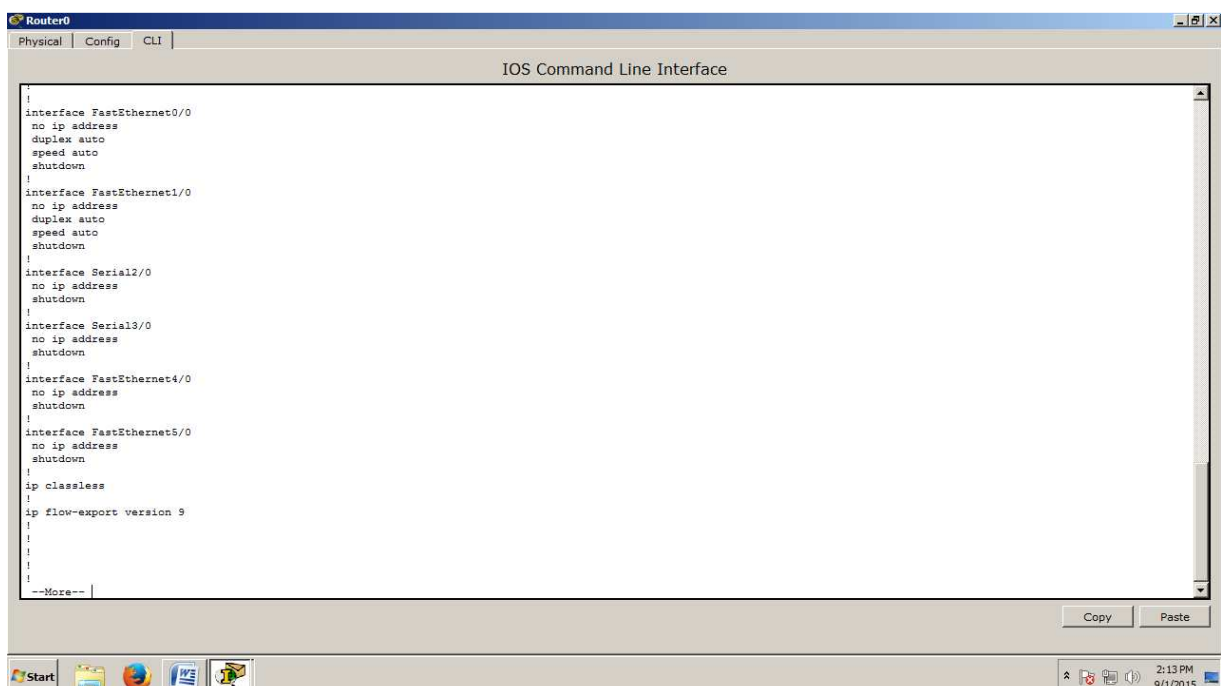 Router0
Physical Config CLI
IOS Command Line Interface
!
!
interface FastEthernet0/0
no ip address
duplex auto
speed auto
shutdown
!
interface FastEthernet1/0
no ip address
duplex auto
speed auto
shutdown
!
interface Serial2/0
no ip address
shutdown
!
interface Serial3/0
no ip address
shutdown
!
interface FastEthernet4/0
no ip address
shutdown
!
interface FastEthernet5/0
no ip address
shutdown
!
ip classless
!
ip flow-export version 9
!
!
!
!
!
--More--
Copy Paste
Start
2:13 PM
9/1/2015